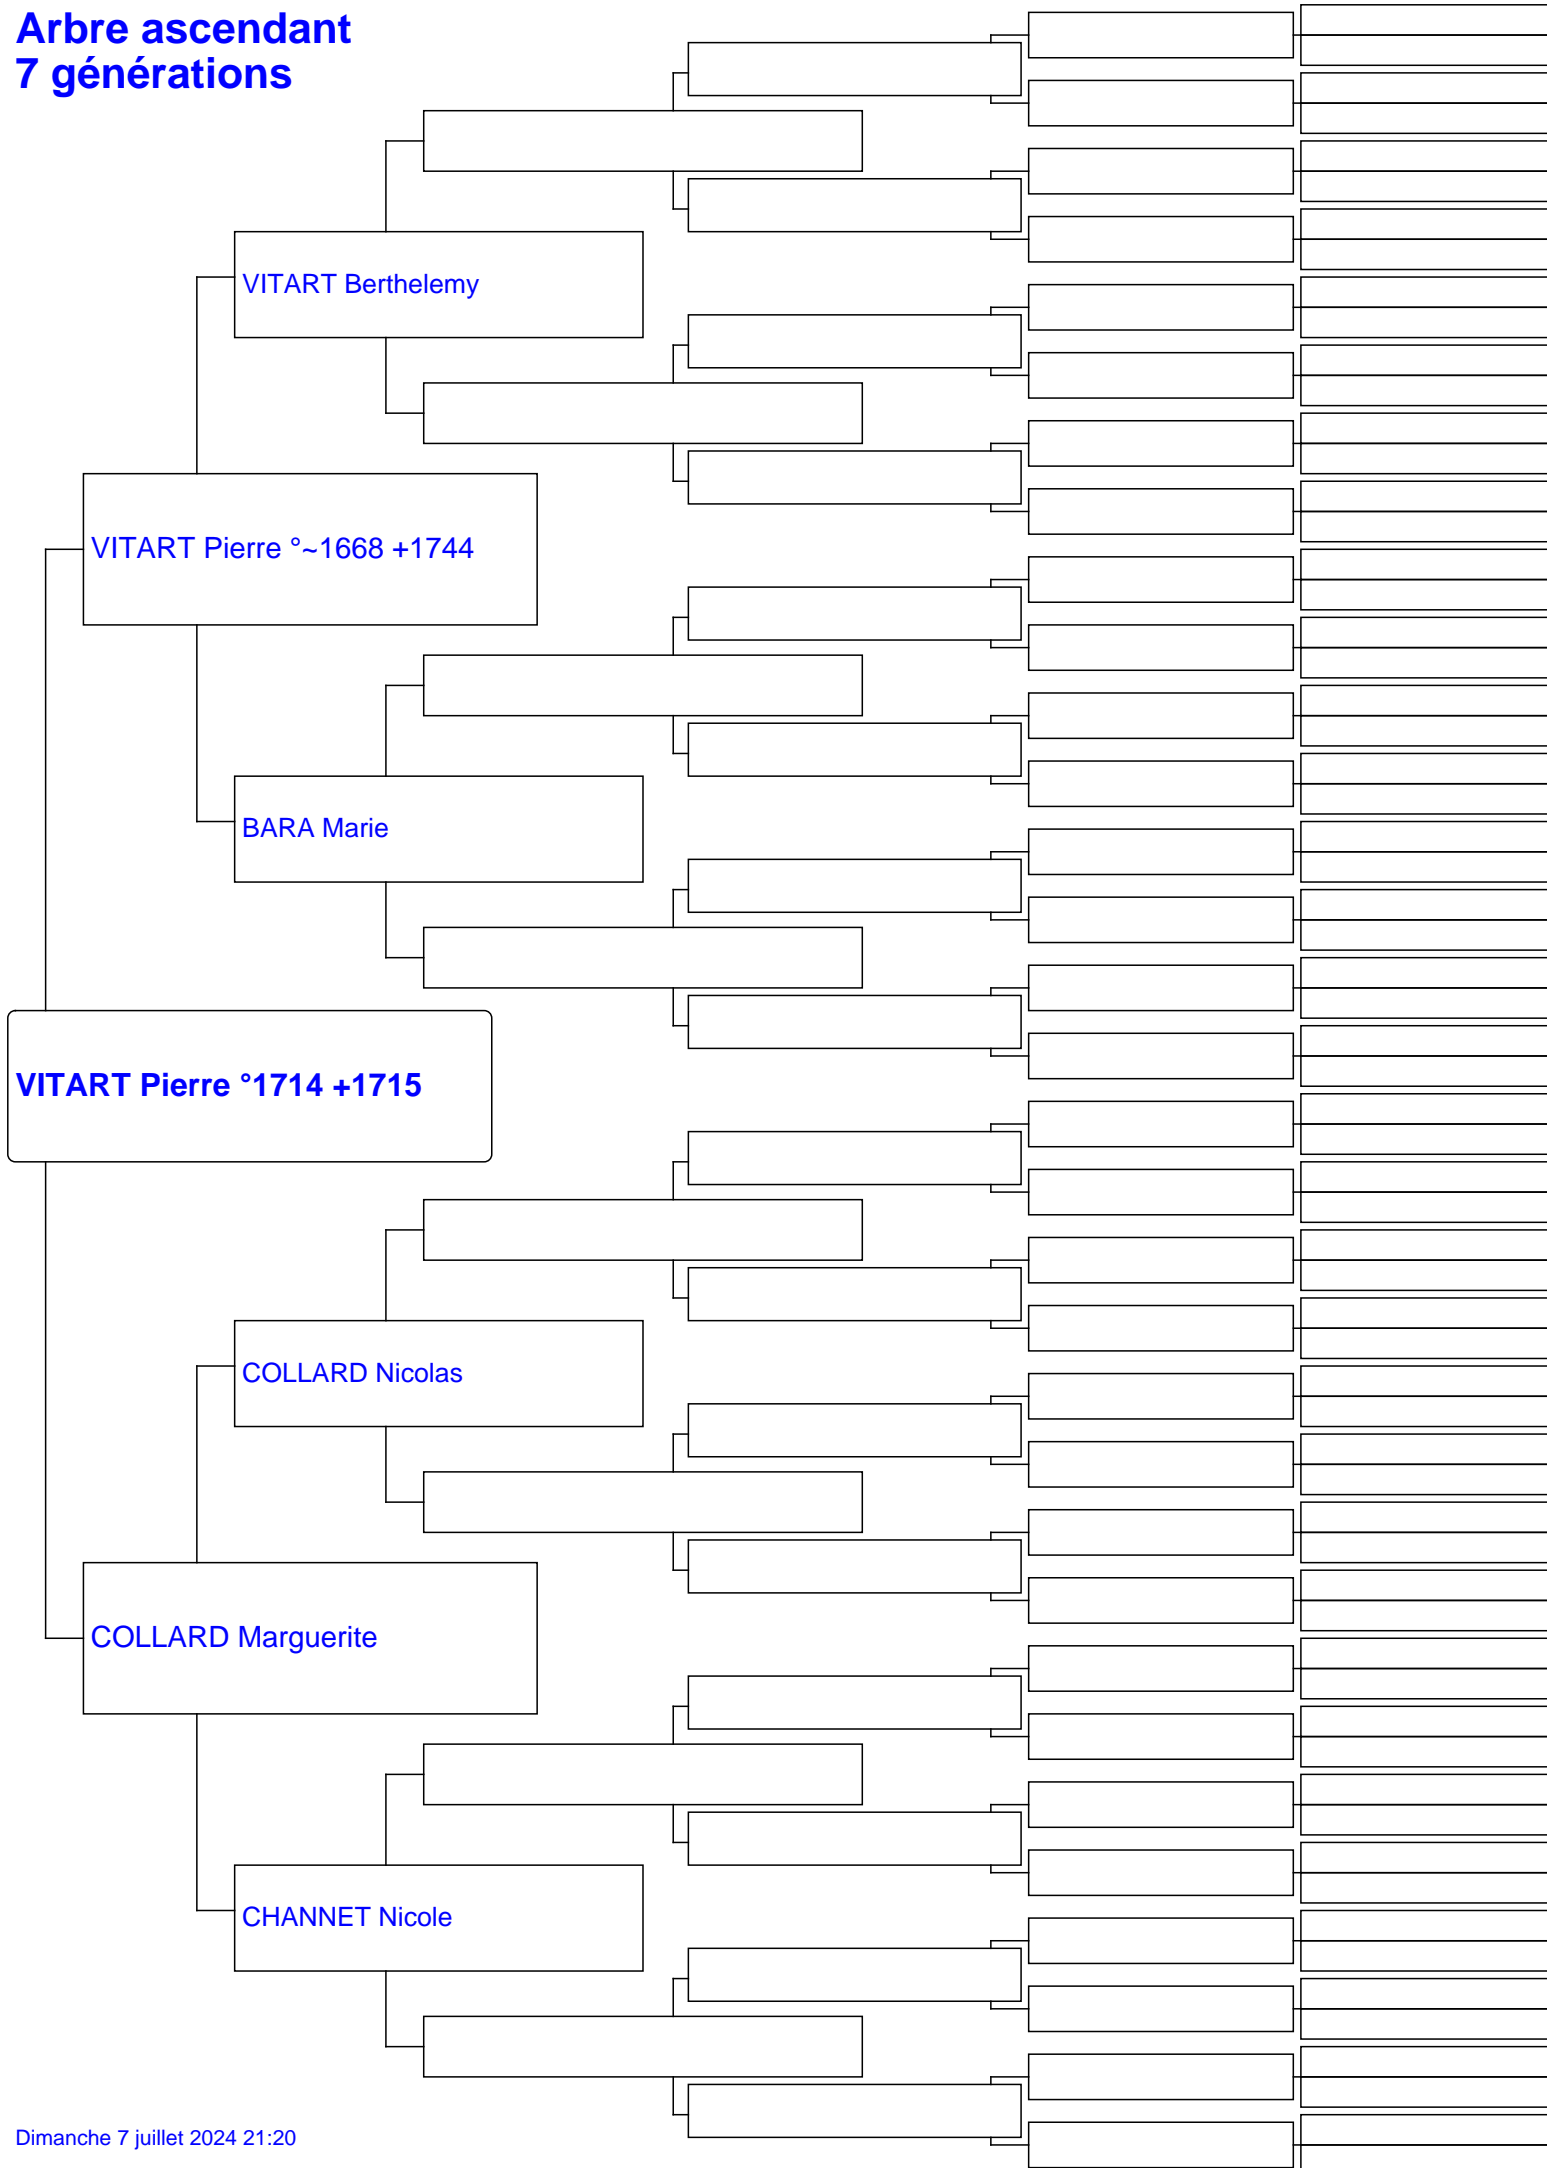 Arbre ascendant
7 générations
VITART Berthelemy
VITART Pierre °~1668 +1744
BARA Marie
VITART Pierre °1714 +1715
COLLARD Nicolas
COLLARD Marguerite
CHANNET Nicole
Dimanche 7 juillet 2024 21:20